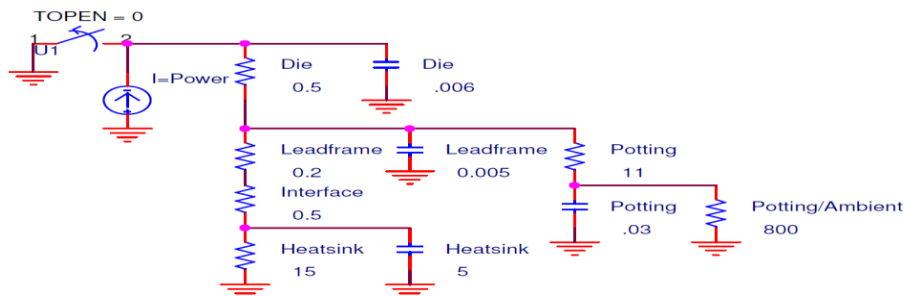 TOPEN = 0
1 2
U1
I=Power
Die
0.5
Die
.006
Leadframe
0.2
Leadframe
0.005
Potting
11
Interface
0.5
Potting
.03
Potting/Ambient
800
Heatsink
15
Heatsink
5